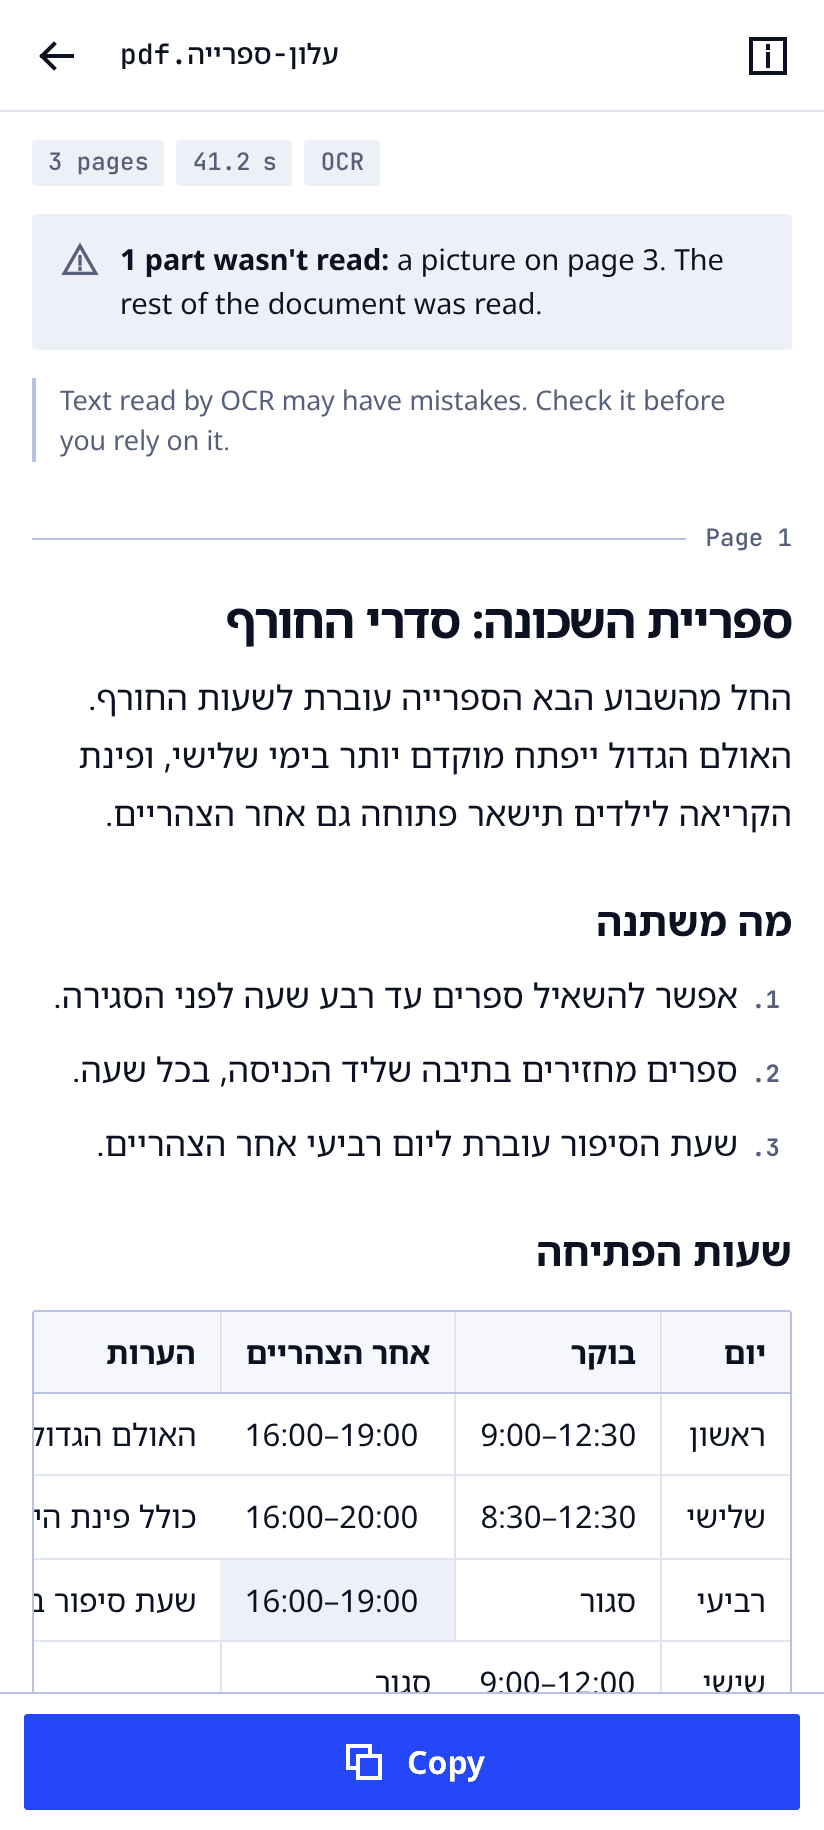 עלון-ספרייה.pdf
3 pages 41.2 s OCR
1 part wasn't read: a picture on page 3. The
rest of the document was read.
Text read by OCR may have mistakes. Check it before
you rely on it.
Page 1
ספריית השכונה: סדרי החורף
החל מהשבוע הבא הספרייה עוברת לשעות החורף.
האולם הגדול ייפתח מוקדם יותר בימי שלישי, ופינת
הקריאה לילדים תישאר פתוחה גם אחר הצהריים.
מה משתנה
1. אפשר להשאיל ספרים עד רבע שעה לפני הסגירה.
2. ספרים מחזירים בתיבה שליד הכניסה, בכל שעה.
3. שעת הסיפור עוברת ליום רביעי אחר הצהריים.
שעות הפתיחה
יום בוקר אחר הצהריים הערות
ראשון 9:00–12:30 16:00–19:00 האולם הגדול
שלישי 8:30–12:30 16:00–20:00 כולל פינת
רביעי סגור 16:00–19:00 שעת סיפור
שישי 9:00–12:00 סגור
Copy